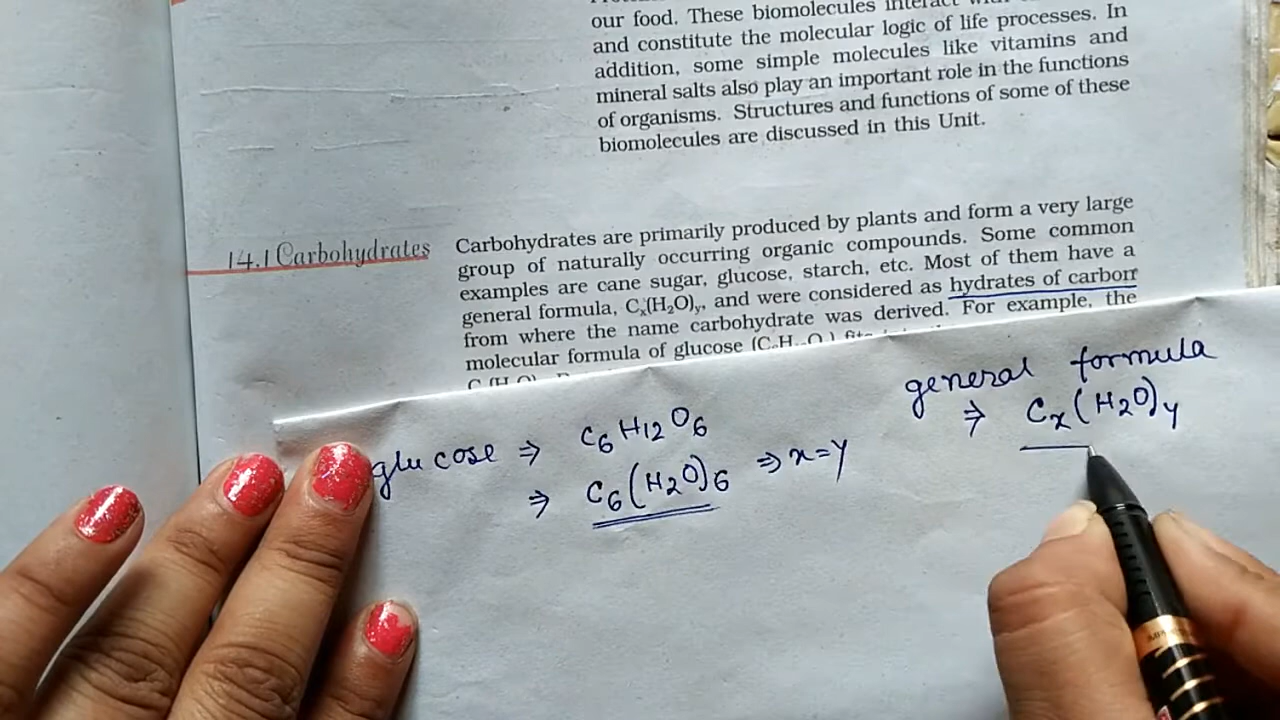 our food. These biomolecules interact
and constitute the molecular logic of life processes. In
addition, some simple molecules like vitamins and
mineral salts also play an important role in the functions
of organisms. Structures and functions of some of these
biomolecules are discussed in this Unit.
14.1 Carbohydrates
Carbohydrates are primarily produced by plants and form a very large
group of naturally occurring organic compounds. Some common
examples are cane sugar, glucose, starch, etc. Most of them have a
general formula, Cₓ(H₂O)ᵧ, and were considered as hydrates of carbon
from where the name carbohydrate was derived. For example, the
molecular formula of glucose
general formula
⇒ Cx(H2O)y
glucose ⇒ C6H12O6
⇒ C6(H2O)6 ⇒ x=y